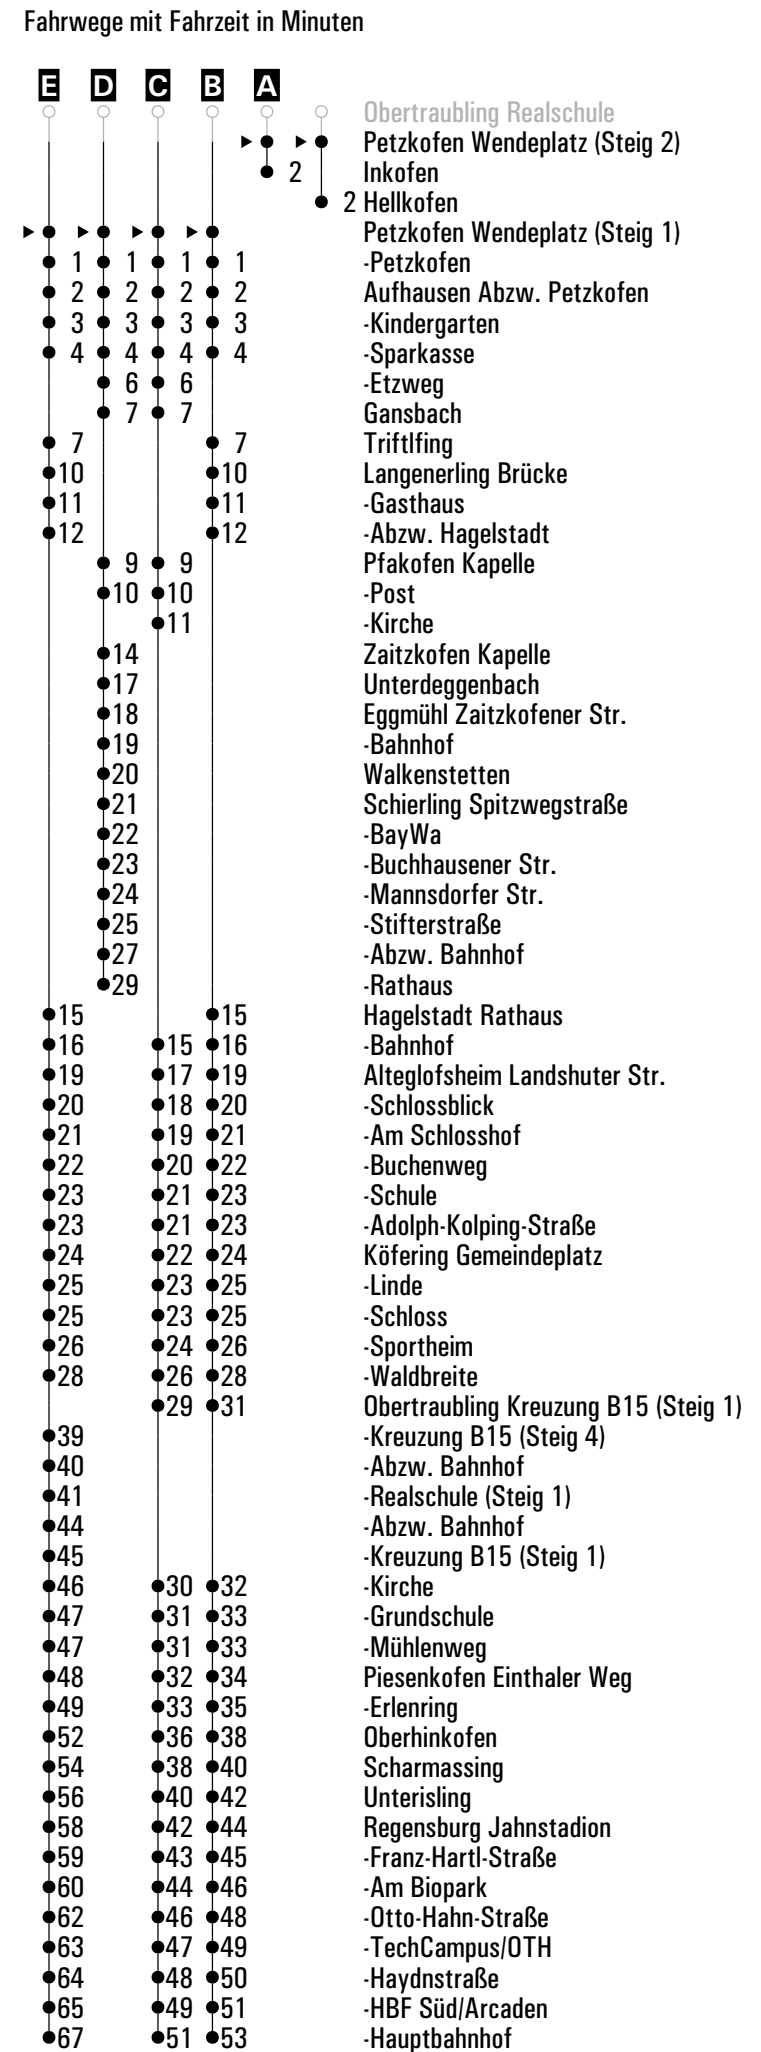 Fahrwege mit Fahrzeit in Minuten
E D C B A
Obertraubling Realschule
Petzkofen Wendeplatz (Steig 2)
2 Inkofen
2 Hellkofen
Petzkofen Wendeplatz (Steig 1)
1 1 1 1 -Petzkofen
2 2 2 2 Aufhausen Abzw. Petzkofen
3 3 3 3 -Kindergarten
4 4 4 4 -Sparkasse
6 6 -Etzweg
7 7 Gansbach
7 7 Triftlfing
10 10 Langenerling Brücke
11 11 -Gasthaus
12 12 -Abzw. Hagelstadt
9 9 Pfakofen Kapelle
10 10 -Post
11 -Kirche
14 Zaitzkofen Kapelle
17 Unterdeggenbach
18 Eggmühl Zaitzkofener Str.
19 -Bahnhof
20 Walkenstetten
21 Schierling Spitzwegstraße
22 -BayWa
23 -Buchhausener Str.
24 -Mannsdorfer Str.
25 -Stifterstraße
27 -Abzw. Bahnhof
29 -Rathaus
15 15 Hagelstadt Rathaus
16 15 16 -Bahnhof
19 17 19 Alteglofsheim Landshuter Str.
20 18 20 -Schlossblick
21 19 21 -Am Schlosshof
22 20 22 -Buchenweg
23 21 23 -Schule
23 21 23 -Adolph-Kolping-Straße
24 22 24 Köfering Gemeindeplatz
25 23 25 -Linde
25 23 25 -Schloss
26 24 26 -Sportheim
28 26 28 -Waldbreite
29 31 Obertraubling Kreuzung B15 (Steig 1)
39 -Kreuzung B15 (Steig 4)
40 -Abzw. Bahnhof
41 -Realschule (Steig 1)
44 -Abzw. Bahnhof
45 -Kreuzung B15 (Steig 1)
46 30 32 -Kirche
47 31 33 -Grundschule
47 31 33 -Mühlenweg
48 32 34 Piesenkofen Einthaler Weg
49 33 35 -Erlenring
52 36 38 Oberhinkofen
54 38 40 Scharmassing
56 40 42 Unterisling
58 42 44 Regensburg Jahnstadion
59 43 45 -Franz-Hartl-Straße
60 44 46 -Am Biopark
62 46 48 -Otto-Hahn-Straße
63 47 49 -TechCampus/OTH
64 48 50 -Haydnstraße
65 49 51 -HBF Süd/Arcaden
67 51 53 -Hauptbahnhof